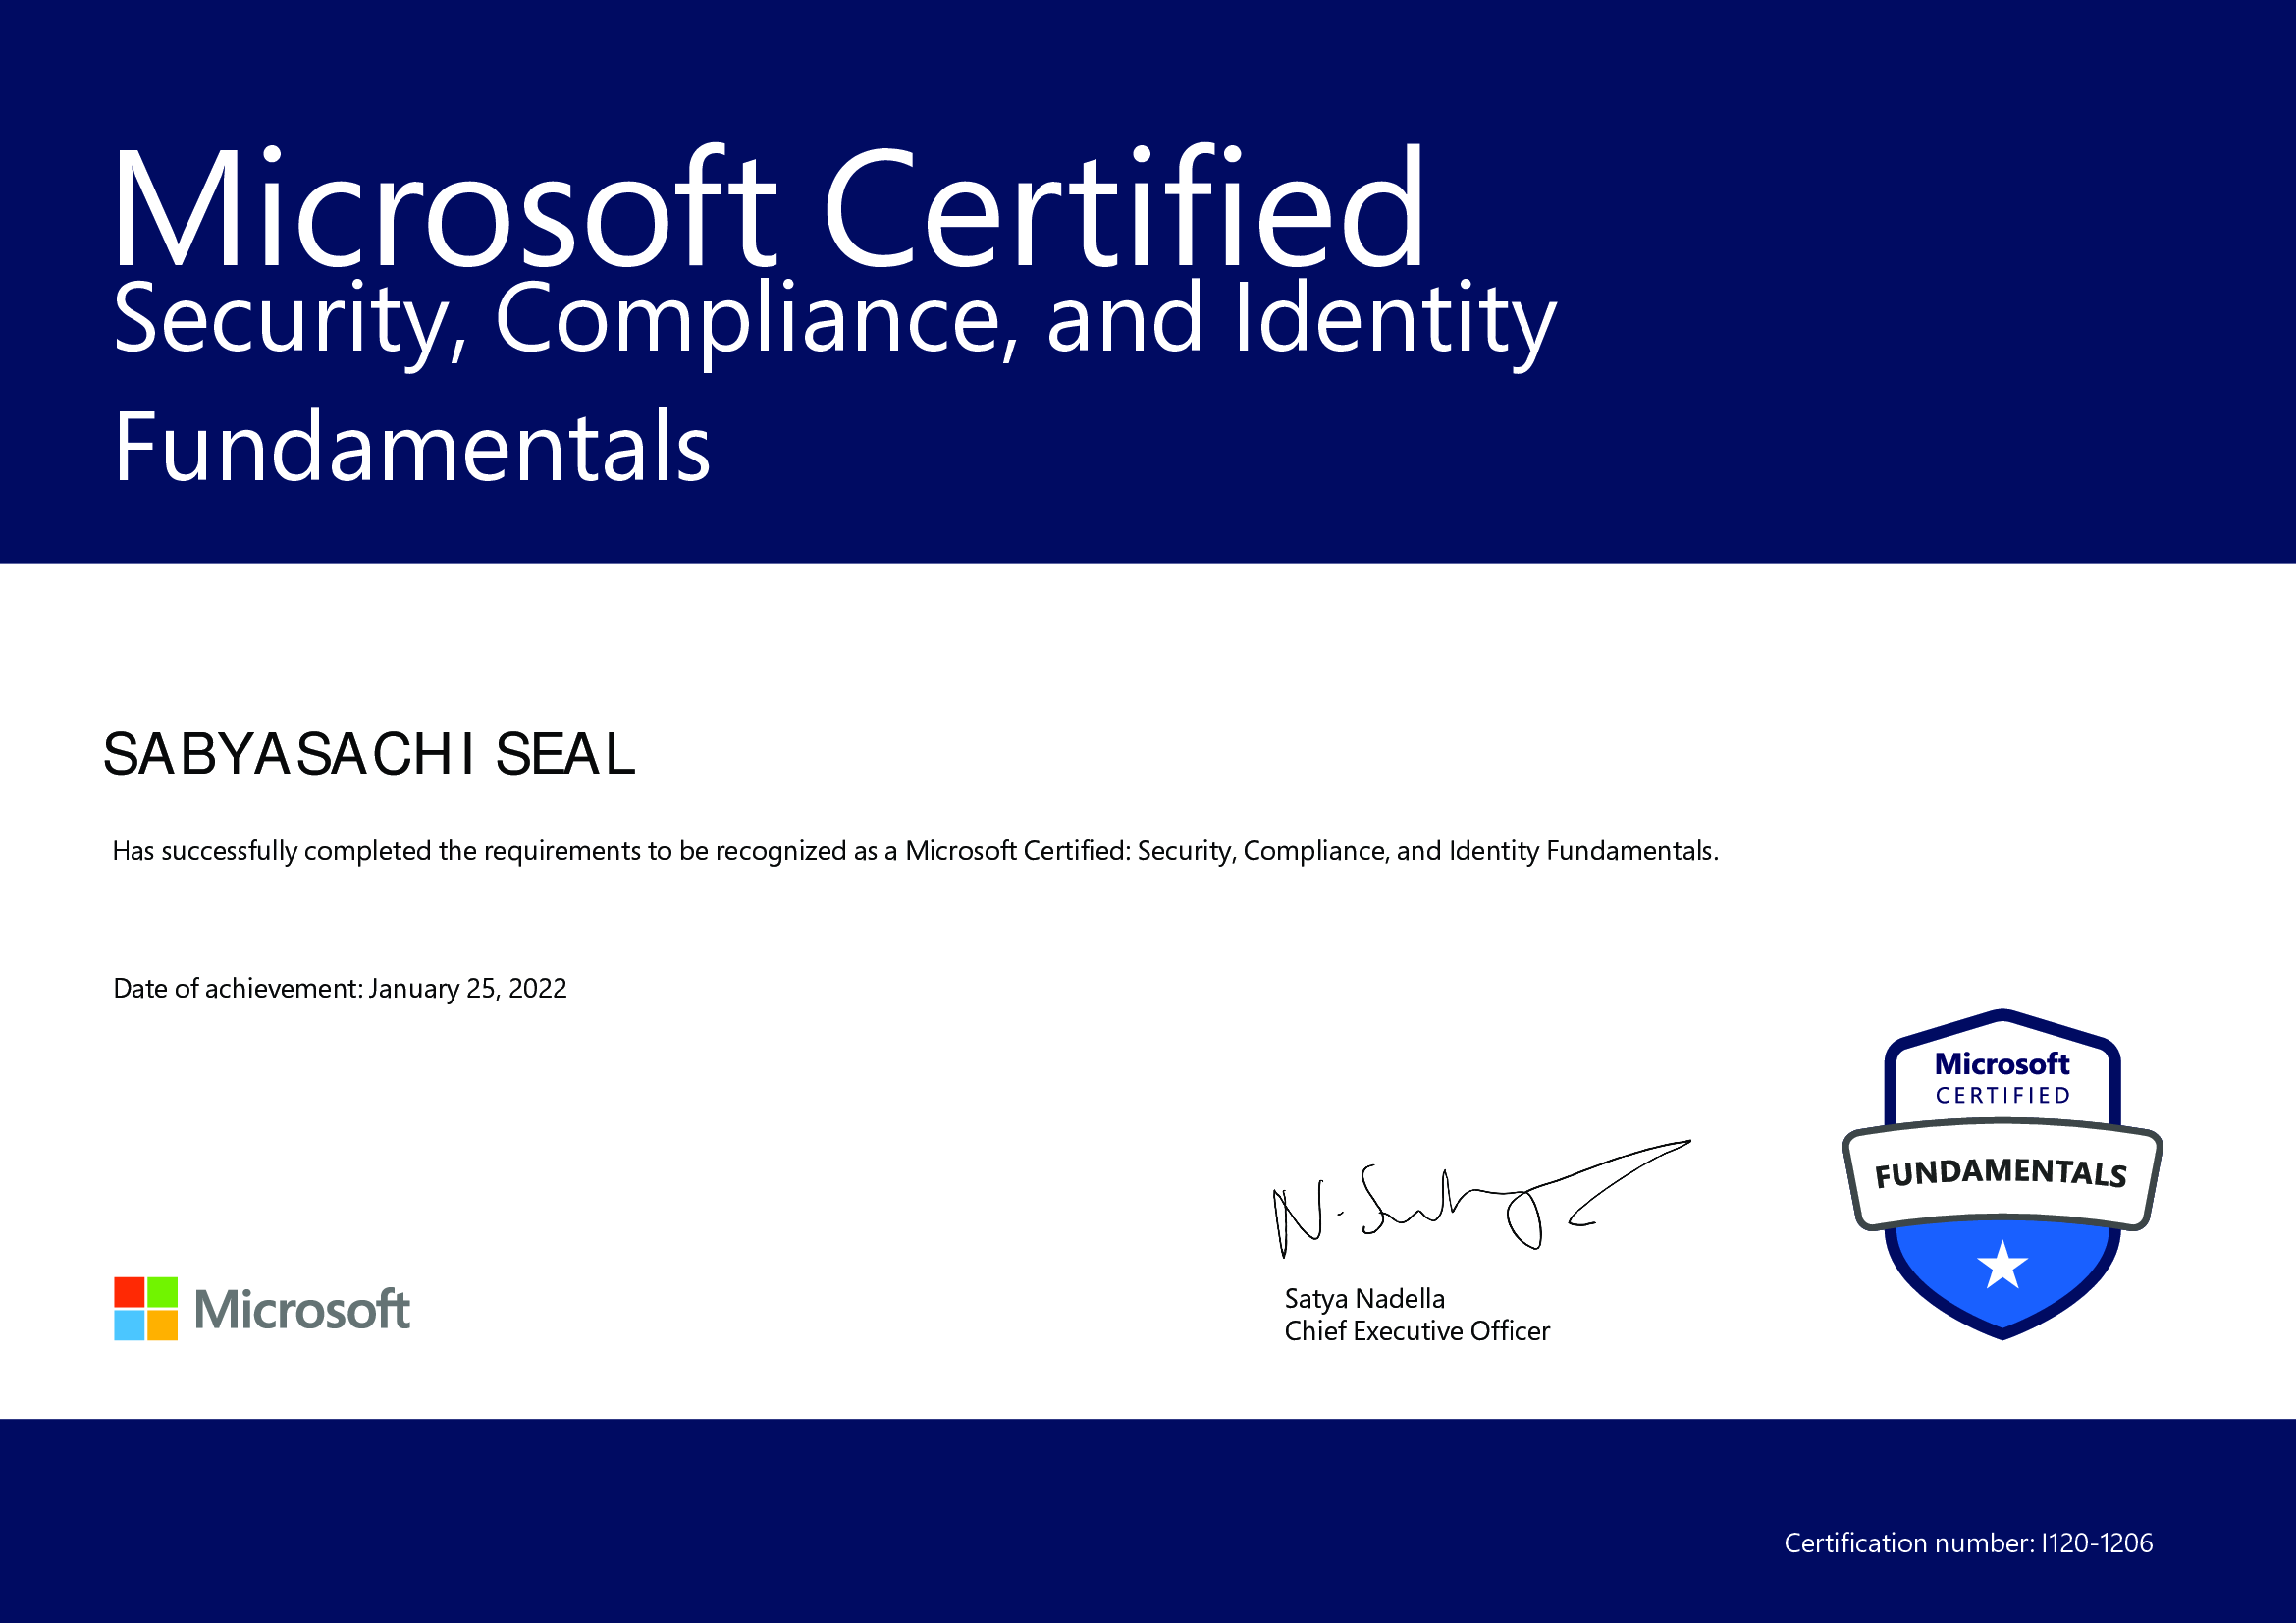 Microsoft Certified
Security, Compliance, and Identity
Fundamentals
SABYASACHI SEAL
Has successfully completed the requirements to be recognized as a Microsoft Certified: Security, Compliance, and Identity Fundamentals.
Date of achievement: January 25, 2022
Microsoft
CERTIFIED
FUNDAMENTALS
Satya Nadella
Chief Executive Officer
Microsoft
Certification number: I120-1206